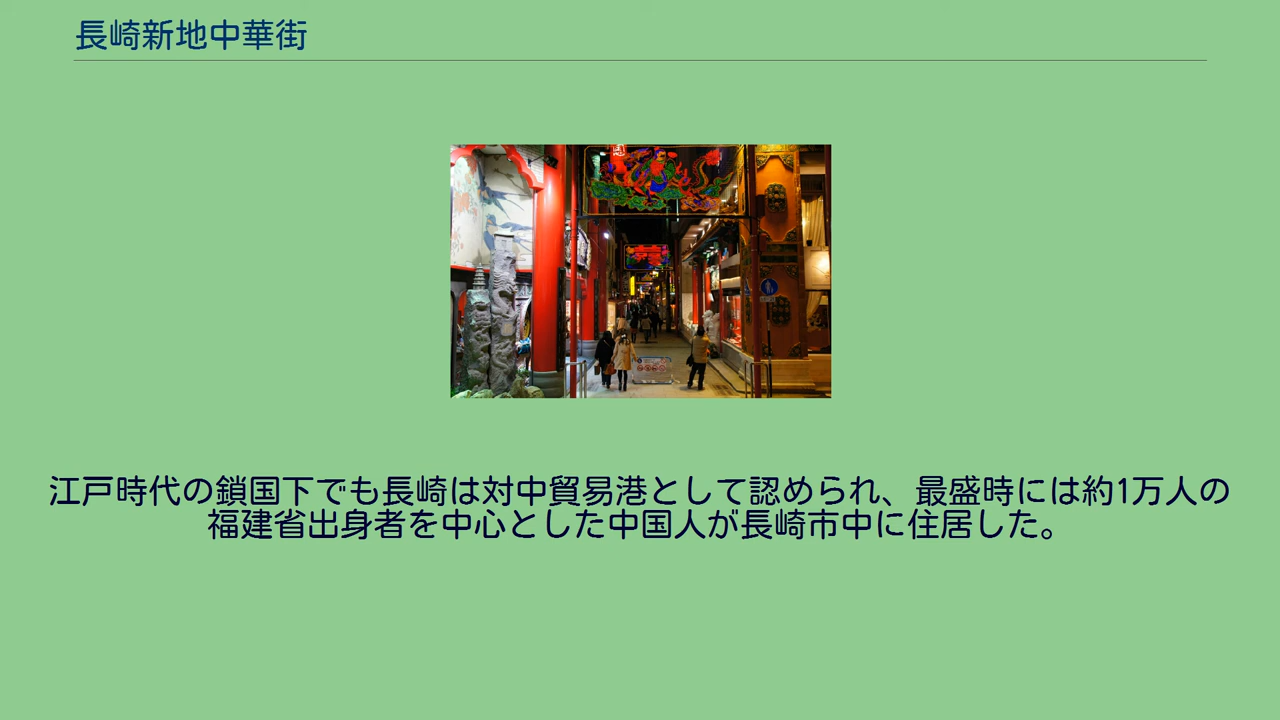 長崎新地中華街
江戸時代の鎖国下でも長崎は対中貿易港として認められ、最盛時には約1万人の
福建省出身者を中心とした中国人が長崎市中に住居した。